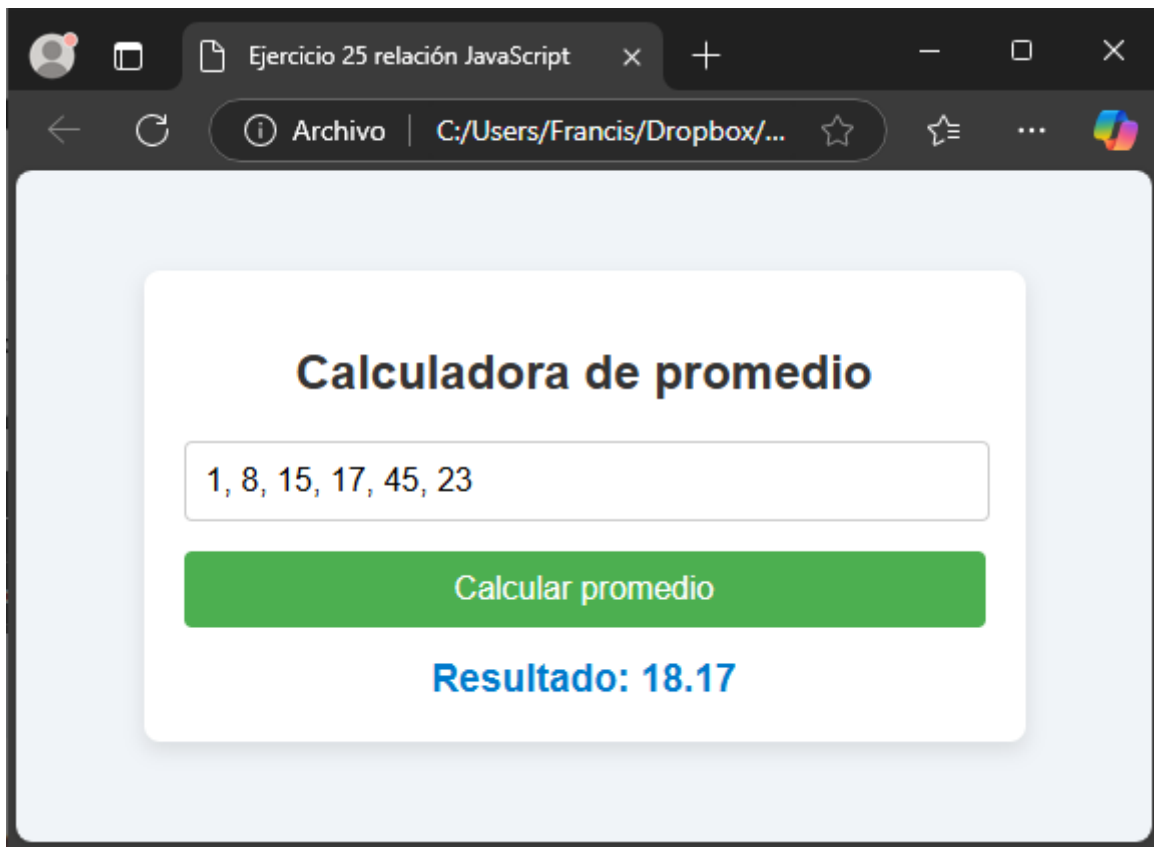 Ejercicio 25 relación JavaScript
Archivo C:/Users/Francis/Dropbox/...
Calculadora de promedio
1, 8, 15, 17, 45, 23
Calcular promedio
Resultado: 18.17